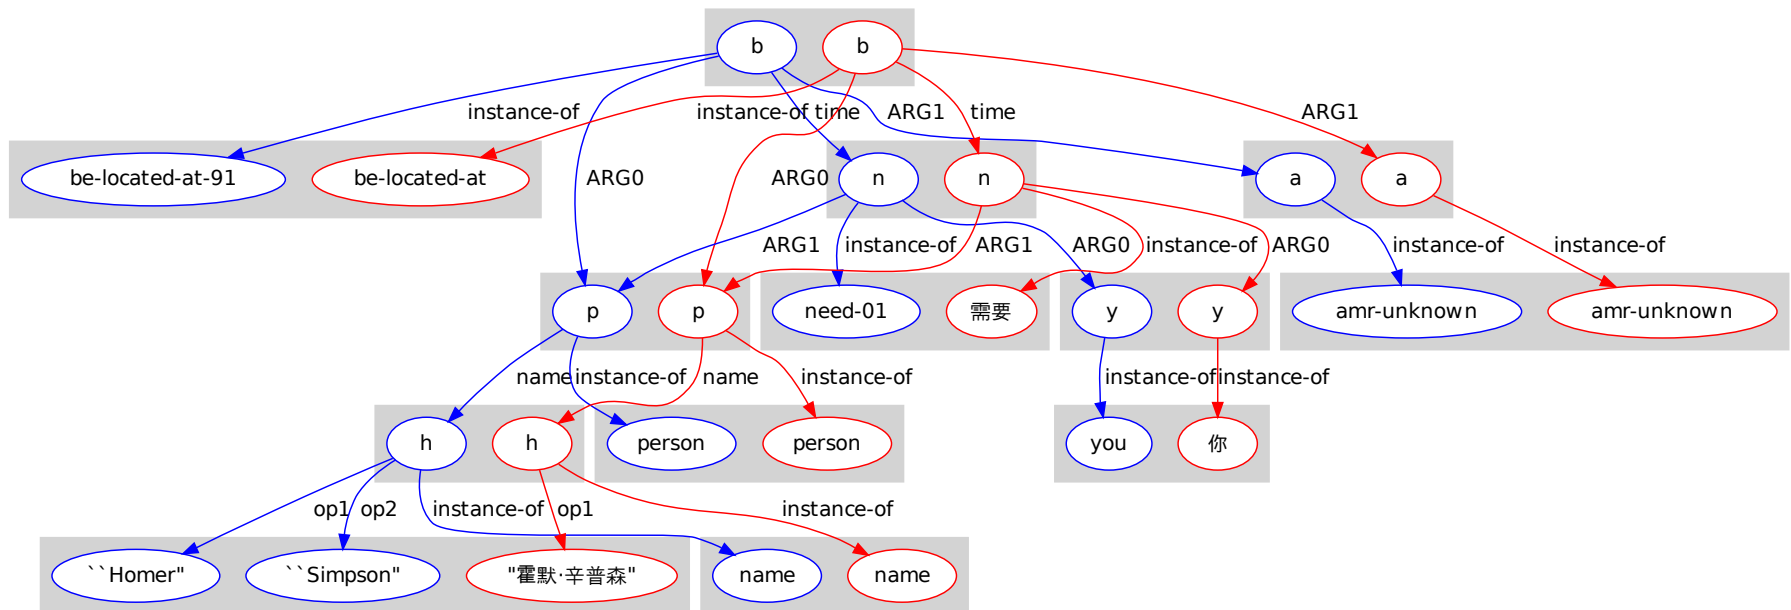 b b
instance-of instance-of time ARG1 time ARG1
be-located-at-91 be-located-at ARG0 ARG0 n n a a
ARG1 instance-of ARG1 ARG0 instance-of ARG0 instance-of instance-of
p p need-01 需要 y y amr-unknown amr-unknown
name instance-of name instance-of instance-of instance-of
h h person person you 你
op1 op2 instance-of op1 instance-of
``Homer" ``Simpson" "霍默·辛普森" name name